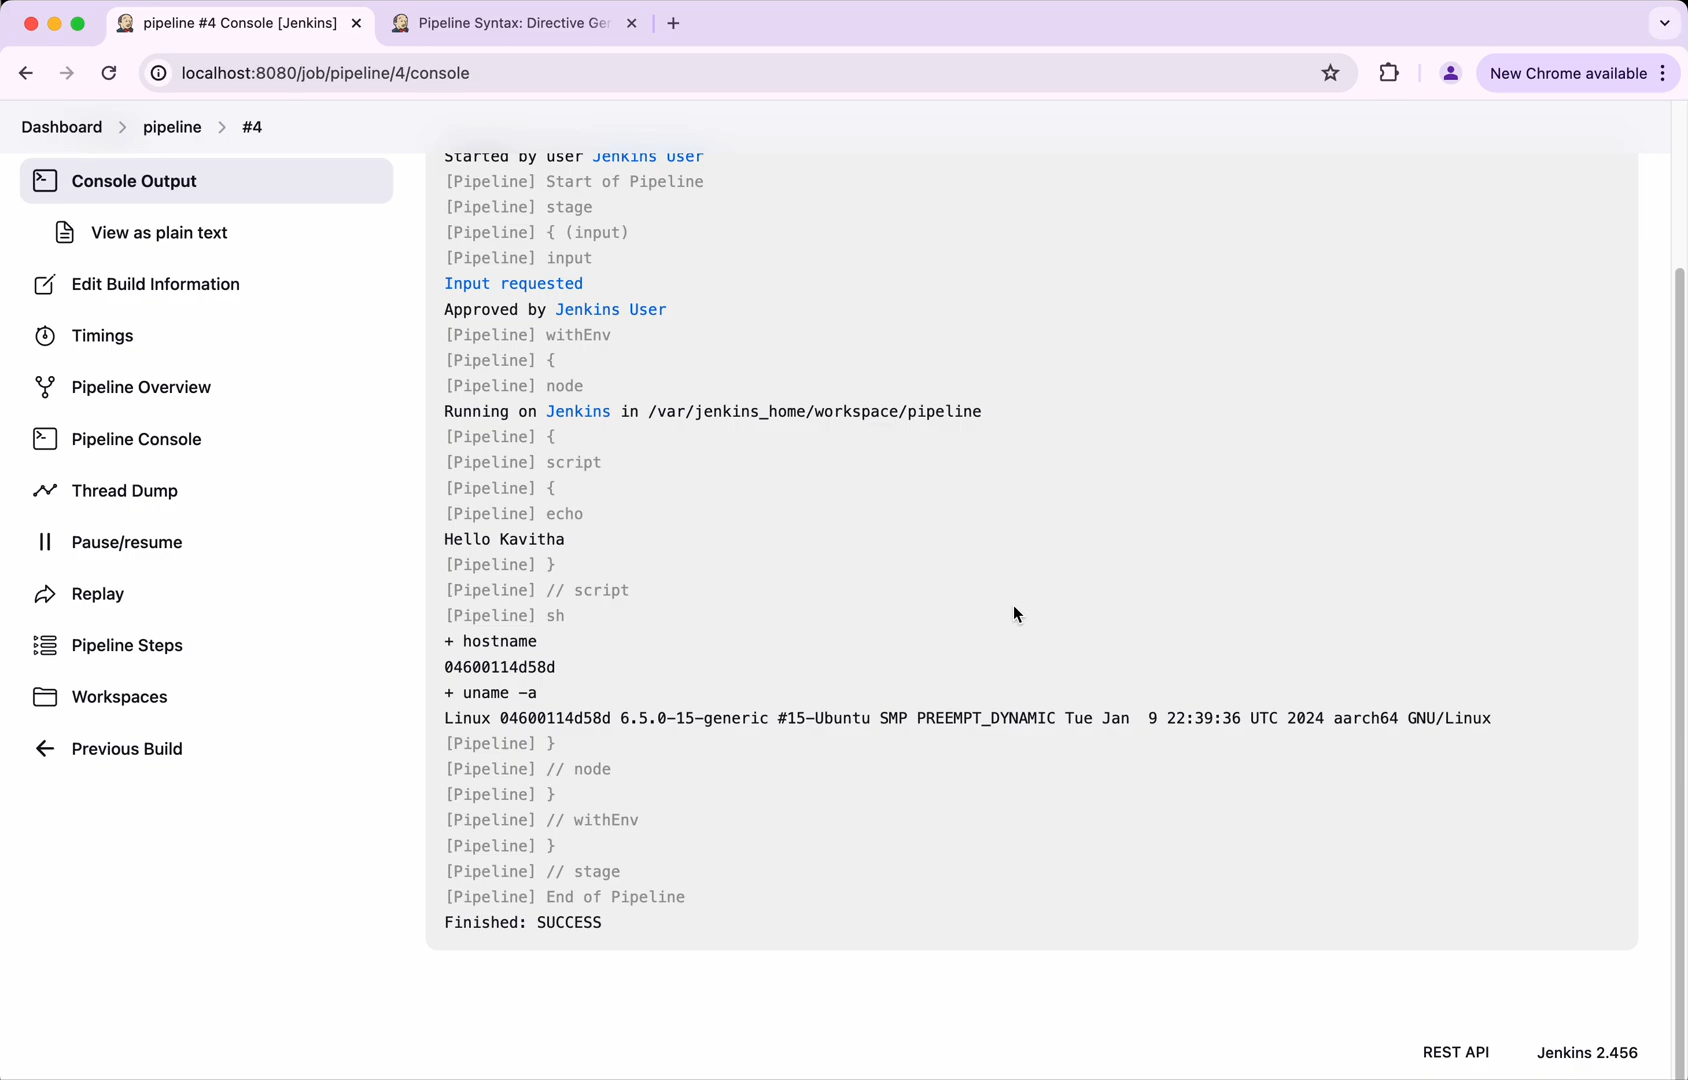 pipeline #4 Console [Jenkins]
Pipeline Syntax: Directive Ger
localhost:8080/job/pipeline/4/console
New Chrome available
Dashboard
pipeline
#4
Console Output
View as plain text
Edit Build Information
Timings
Pipeline Overview
Pipeline Console
Thread Dump
Pause/resume
Replay
Pipeline Steps
Workspaces
Previous Build
Started by user Jenkins User
[Pipeline] Start of Pipeline
[Pipeline] stage
[Pipeline] { (input)
[Pipeline] input
Input requested
Approved by Jenkins User
[Pipeline] withEnv
[Pipeline] {
[Pipeline] node
Running on Jenkins in /var/jenkins_home/workspace/pipeline
[Pipeline] {
[Pipeline] script
[Pipeline] {
[Pipeline] echo
Hello Kavitha
[Pipeline] }
[Pipeline] // script
[Pipeline] sh
+ hostname
04600114d58d
+ uname -a
Linux 04600114d58d 6.5.0-15-generic #15-Ubuntu SMP PREEMPT_DYNAMIC Tue Jan  9 22:39:36 UTC 2024 aarch64 GNU/Linux
[Pipeline] }
[Pipeline] // node
[Pipeline] }
[Pipeline] // withEnv
[Pipeline] }
[Pipeline] // stage
[Pipeline] End of Pipeline
Finished: SUCCESS
REST API
Jenkins 2.456